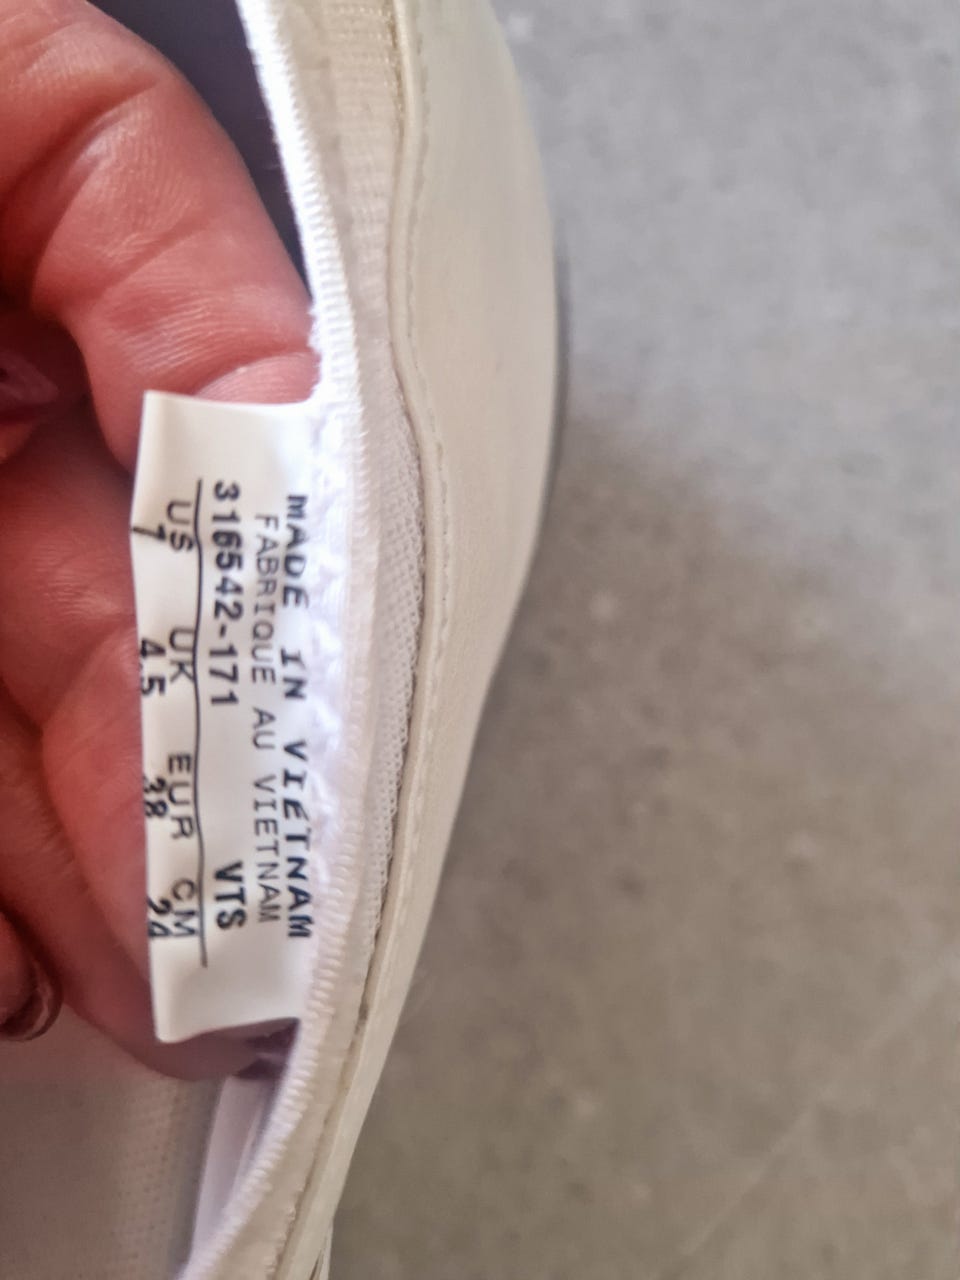 MADE IN VIETNAM
FABRIQUE AU VIETNAM
316542-171 VTS
US UK EUR CM
7 4.5 38 24